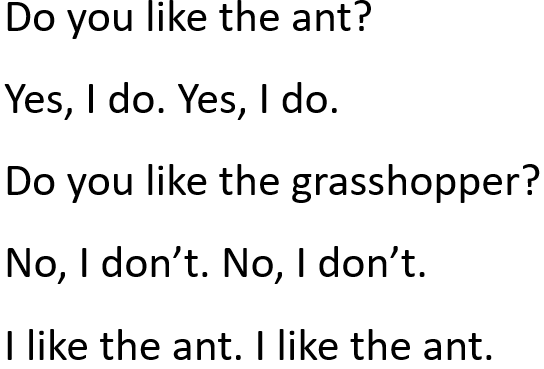 Do you like the ant?
Yes, I do. Yes, I do.
Do you like the grasshopper?
No, I don’t. No, I don’t.
I like the ant. I like the ant.